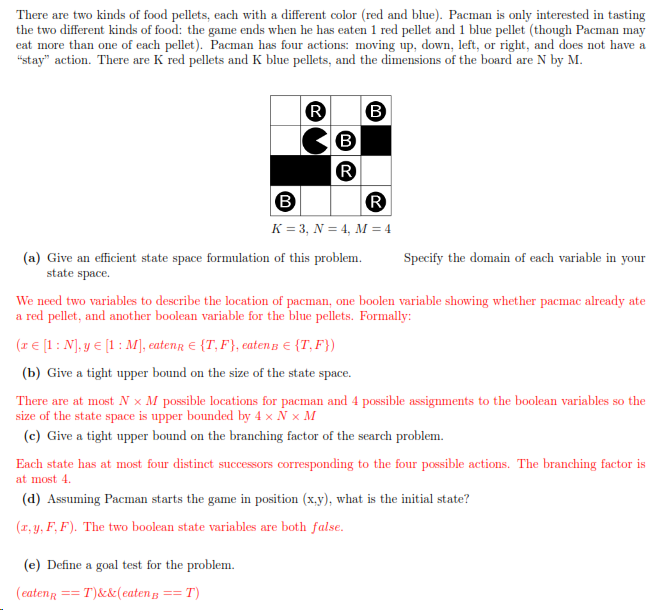 There are two kinds of food pellets, each with a different color (red and blue). Pacman is only interested in tasting
the two different kinds of food: the game ends when he has eaten 1 red pellet and 1 blue pellet (though Pacman may
eat more than one of each pellet). Pacman has four actions: moving up, down, left, or right, and does not have a
“stay” action. There are K red pellets and K blue pellets, and the dimensions of the board are N by M.
R B
B
R
B R
K = 3, N = 4, M = 4
(a) Give an efficient state space formulation of this problem. Specify the domain of each variable in your
state space.
We need two variables to describe the location of pacman, one boolen variable showing whether pacmac already ate
a red pellet, and another boolean variable for the blue pellets. Formally:
(x ∈ [1 : N], y ∈ [1 : M], eaten_R ∈ {T, F}, eaten_B ∈ {T, F})
(b) Give a tight upper bound on the size of the state space.
There are at most N × M possible locations for pacman and 4 possible assignments to the boolean variables so the
size of the state space is upper bounded by 4 × N × M
(c) Give a tight upper bound on the branching factor of the search problem.
Each state has at most four distinct successors corresponding to the four possible actions. The branching factor is
at most 4.
(d) Assuming Pacman starts the game in position (x,y), what is the initial state?
(x, y, F, F). The two boolean state variables are both false.
(e) Define a goal test for the problem.
(eaten_R == T)&&(eaten_B == T)